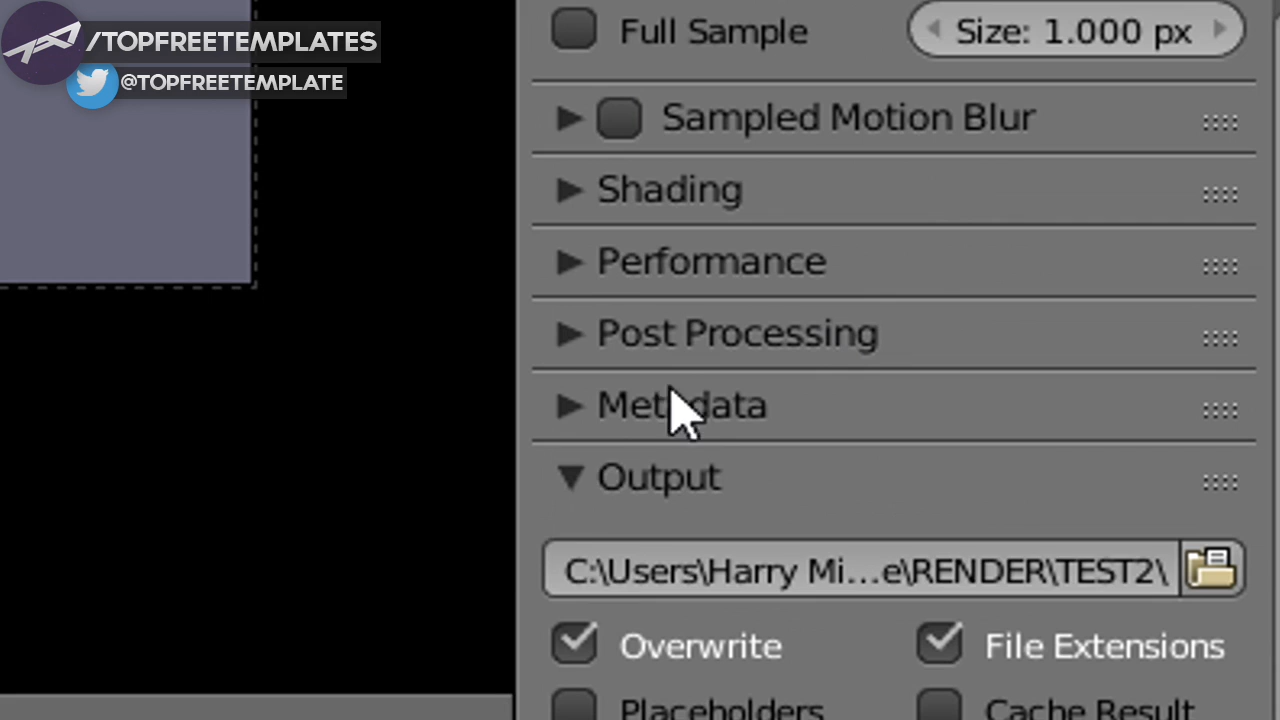 /TOPFREETEMPLATES
@TOPFREETEMPLATE
Full Sample
Size: 1.000 px
Sampled Motion Blur
Shading
Performance
Post Processing
Metadata
Output
C:\Users\Harry Mi...e\RENDER\TEST2\
Overwrite
File Extensions
Placeholders
Cache Result